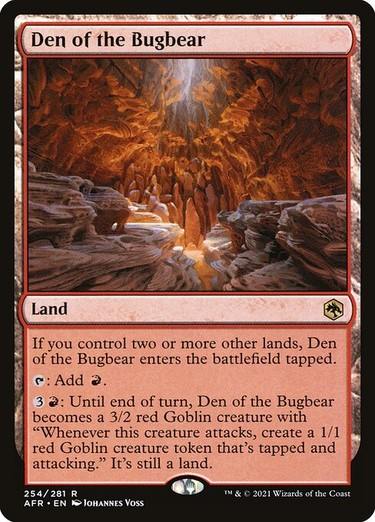 Den of the Bugbear
Land
If you control two or more other lands, Den
of the Bugbear enters the battlefield tapped.
: Add R.
3 R: Until end of turn, Den of the Bugbear
becomes a 3/2 red Goblin creature with
“Whenever this creature attacks, create a 1/1
red Goblin creature token that's tapped and
attacking.” It's still a land.
254/281 R
AFR • EN Johannes Voss
™ & © 2021 Wizards of the Coast